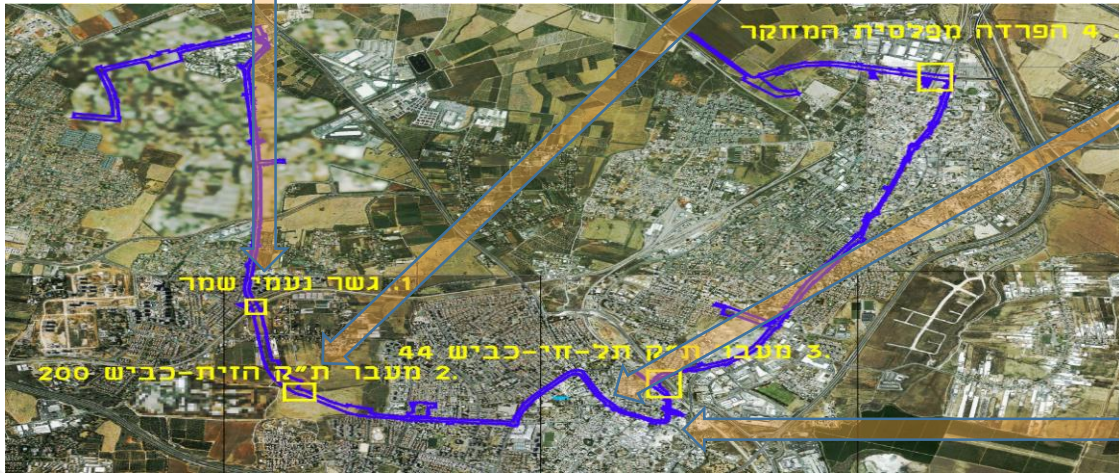 4. הפרדה מפלסית המחקר
1. גשר נעמי שמר
3. מעבר ת"ק תל-חי-כביש 44
2. מעבר ת"ק הזית-כביש 200